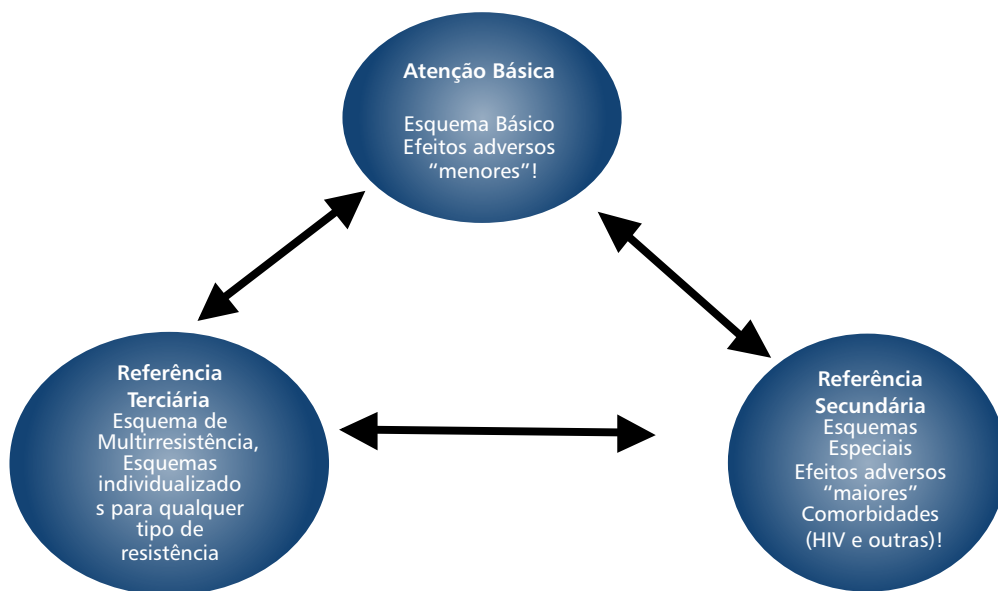 Atenção Básica
Esquema Básico
Efeitos adversos
“menores”!
Referência
Terciária
Esquema de
Multirresistência,
Esquemas
individualizado
s para qualquer
tipo de
resistência
Referência
Secundária
Esquemas
Especiais
Efeitos adversos
“maiores”
Comorbidades
(HIV e outras)!